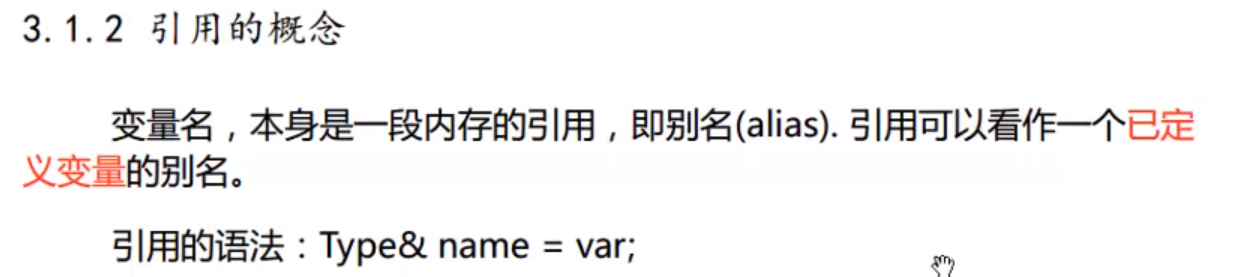 3.1.2 引用的概念
变量名，本身是一段内存的引用，即别名(alias). 引用可以看作一个已定
义变量的别名。
引用的语法：Type& name = var;